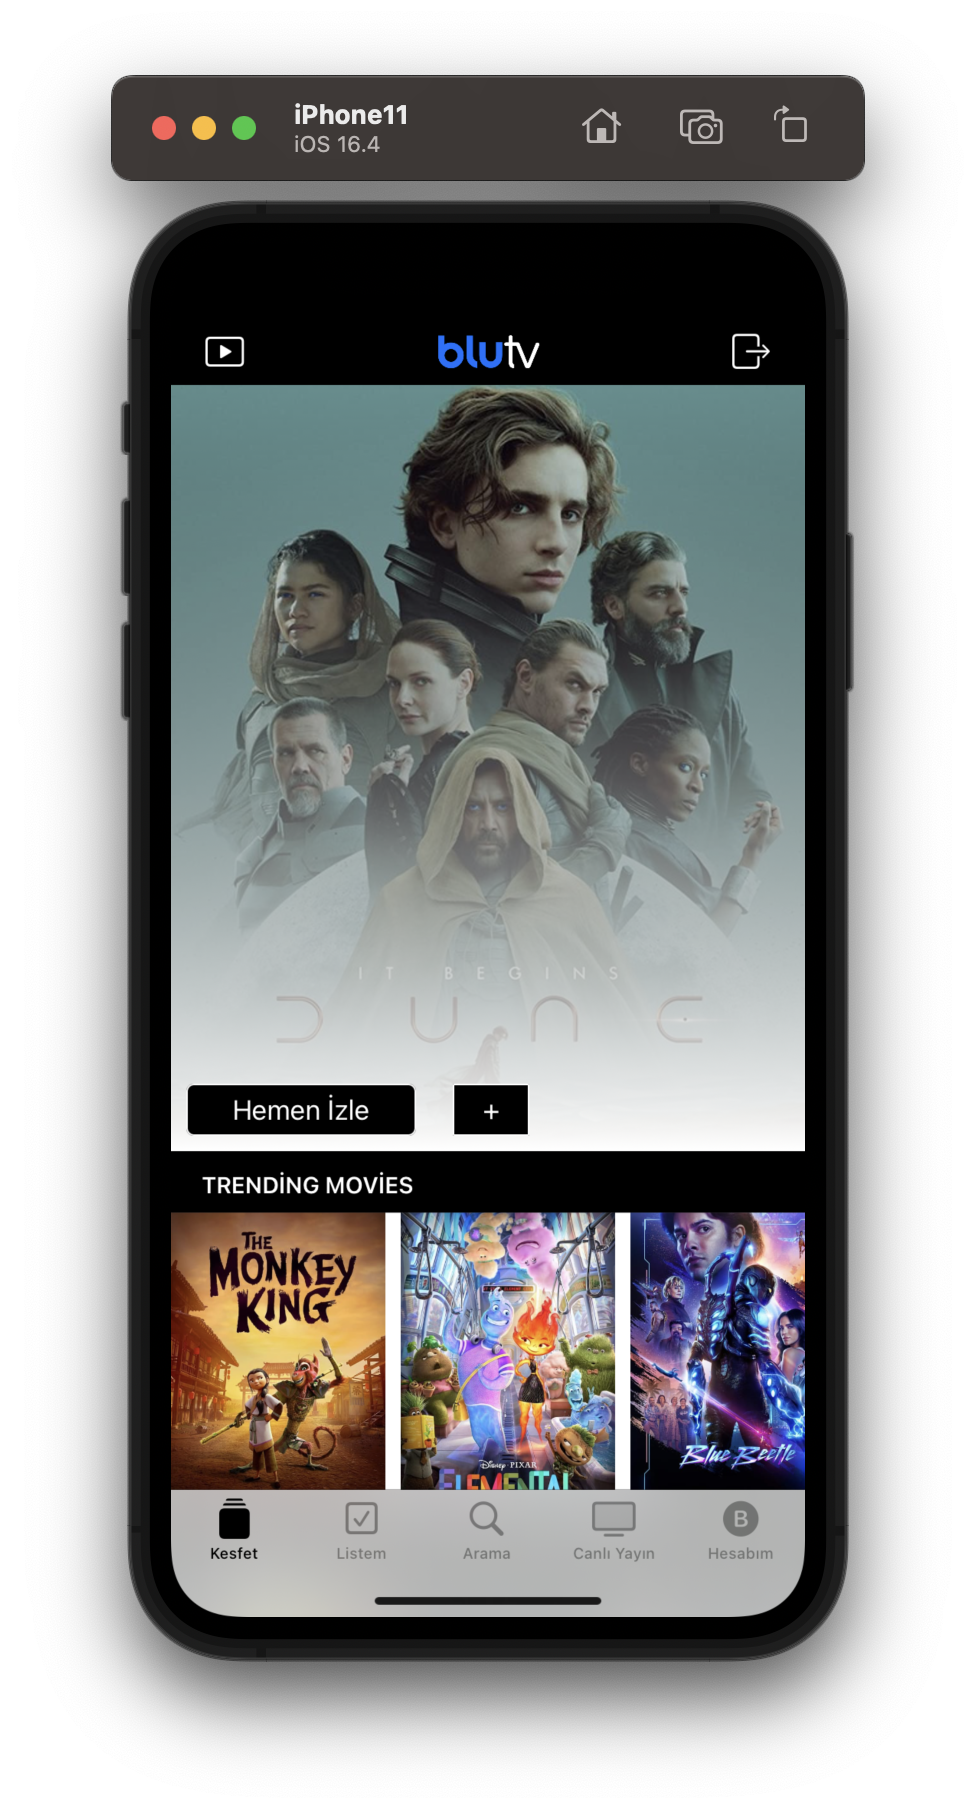 iPhone11
iOS 16.4
blutv
IT BEGINS
DUNE
Hemen İzle
+
TRENDİNG MOVİES
THE
MONKEY
KING
Disney PIXAR
ELEMENTAL
Blue Beetle
Kesfet
Listem
Arama
Canlı Yayın
B
Hesabım